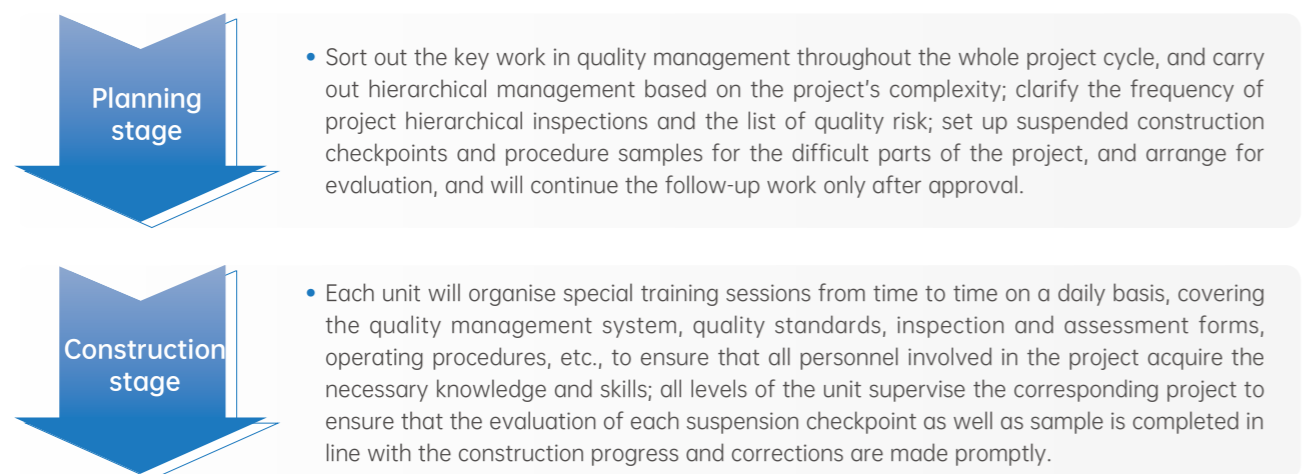 Planning
stage
• Sort out the key work in quality management throughout the whole project cycle, and carry
out hierarchical management based on the project's complexity; clarify the frequency of
project hierarchical inspections and the list of quality risk; set up suspended construction
checkpoints and procedure samples for the difficult parts of the project, and arrange for
evaluation, and will continue the follow-up work only after approval.
Construction
stage
• Each unit will organise special training sessions from time to time on a daily basis, covering
the quality management system, quality standards, inspection and assessment forms,
operating procedures, etc., to ensure that all personnel involved in the project acquire the
necessary knowledge and skills; all levels of the unit supervise the corresponding project to
ensure that the evaluation of each suspension checkpoint as well as sample is completed in
line with the construction progress and corrections are made promptly.